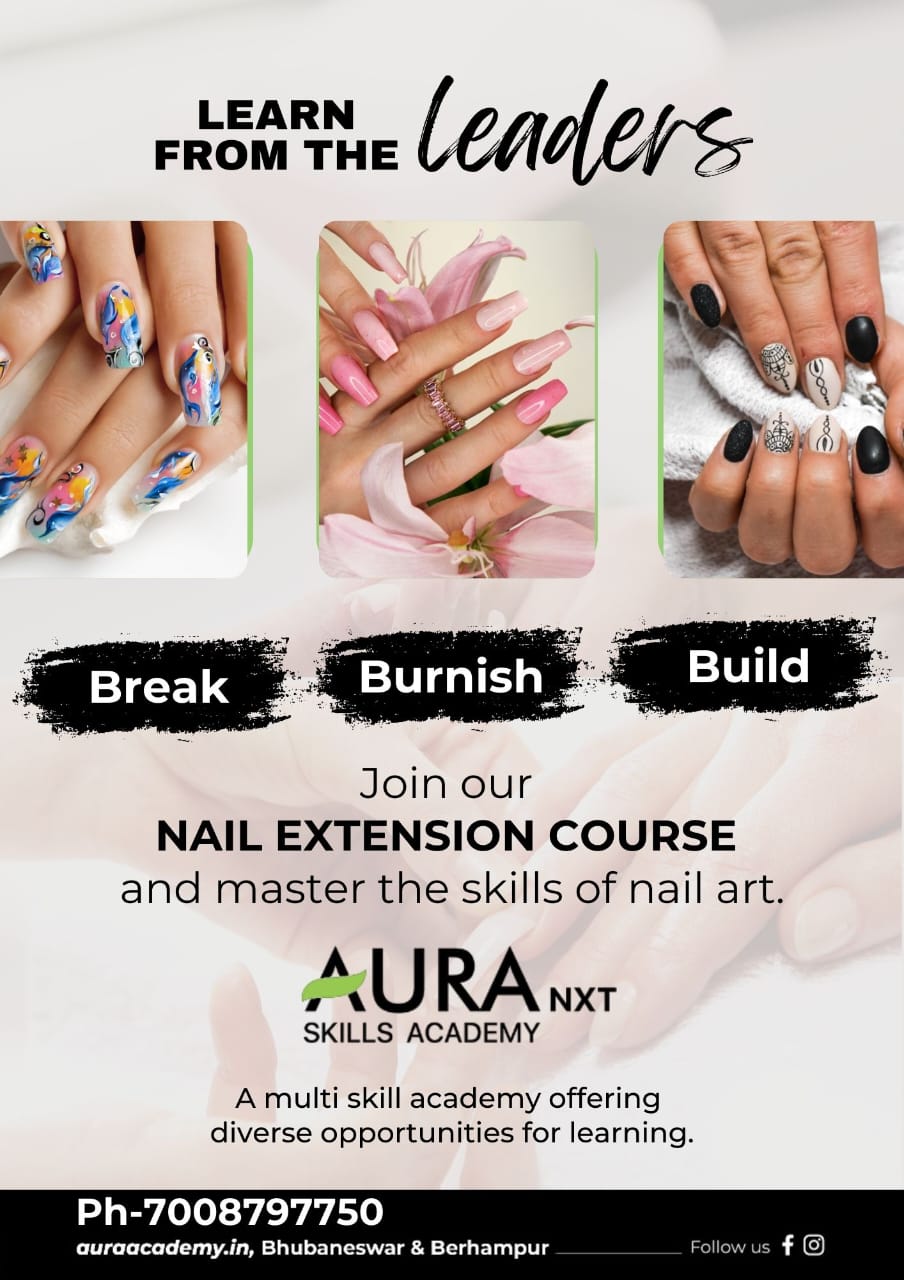 LEARN
FROM THE Leaders
Break Burnish Build
Join our
NAIL EXTENSION COURSE
and master the skills of nail art.
AURA NXT
SKILLS ACADEMY
A multi skill academy offering
diverse opportunities for learning.
Ph-7008797750
auraacademy.in, Bhubaneswar & Berhampur Follow us